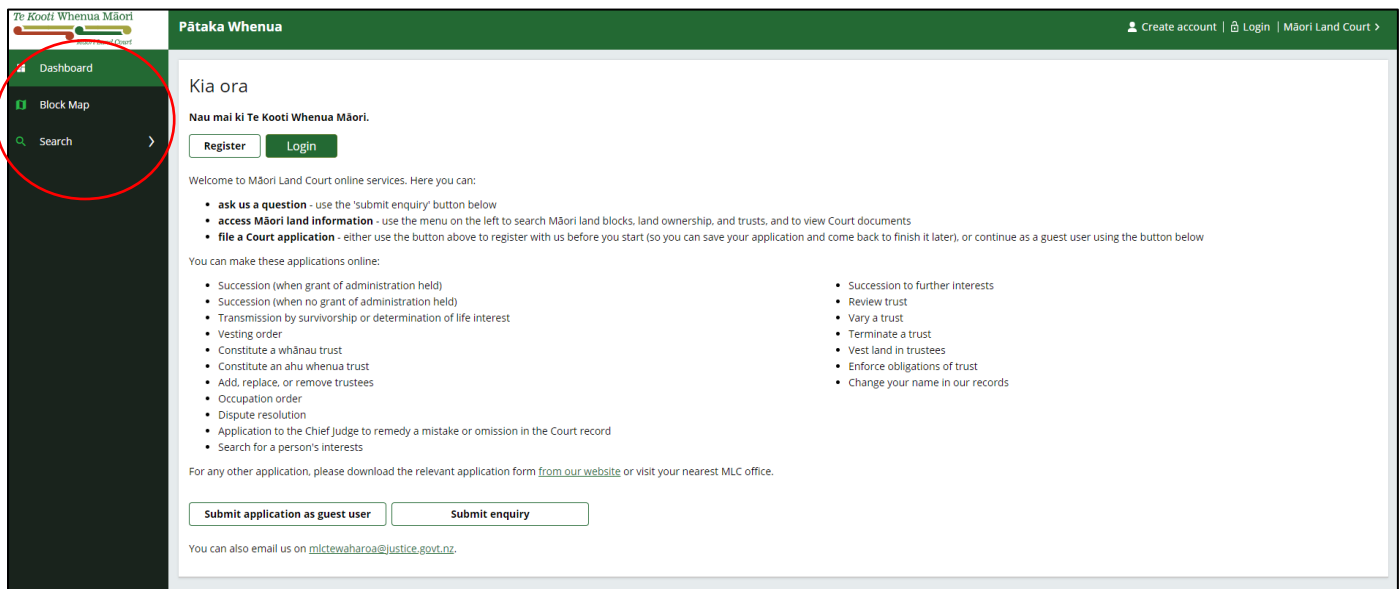 Te Kooti Whenua Māori
Māori Land Court
Pātaka Whenua
Create account | Login | Māori Land Court >
Dashboard
Block Map
Search
Kia ora
Nau mai ki Te Kooti Whenua Māori.
Register
Login
Welcome to Māori Land Court online services. Here you can:
• ask us a question - use the 'submit enquiry' button below
• access Māori land information - use the menu on the left to search Māori land blocks, land ownership, and trusts, and to view Court documents
• file a Court application - either use the button above to register with us before you start (so you can save your application and come back to finish it later), or continue as a guest user using the button below
You can make these applications online:
• Succession (when grant of administration held)
• Succession (when no grant of administration held)
• Transmission by survivorship or determination of life interest
• Vesting order
• Constitute a whānau trust
• Constitute an ahu whenua trust
• Add, replace, or remove trustees
• Occupation order
• Dispute resolution
• Application to the Chief Judge to remedy a mistake or omission in the Court record
• Search for a person's interests
• Succession to further interests
• Review trust
• Vary a trust
• Terminate a trust
• Vest land in trustees
• Enforce obligations of trust
• Change your name in our records
For any other application, please download the relevant application form from our website or visit your nearest MLC office.
Submit application as guest user
Submit enquiry
You can also email us on mlctewaharoa@justice.govt.nz.